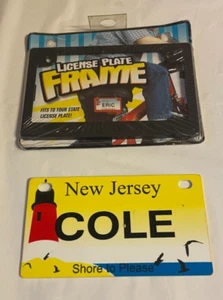 LICENSE PLATE
FRAME
FITS TO YOUR STATE
LICENSE PLATE!
ERIC
New Jersey
COLE
Shore to Please